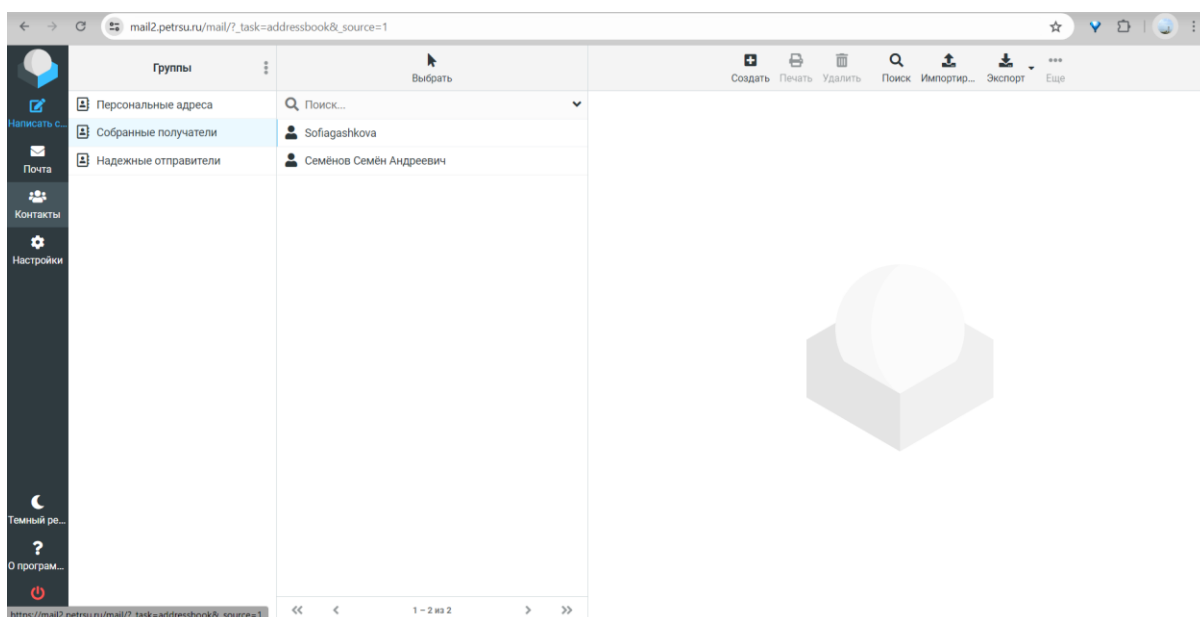 mail2.petrsu.ru/mail/?_task=addressbook&_source=1
Написать с...
Почта
Контакты
Настройки
Темный ре...
О програм...
Группы
Персональные адреса
Собранные получатели
Надежные отправители
Выбрать
Поиск...
Sofiagashkova
Семёнов Семён Андреевич
1 – 2 из 2
Создать Печать Удалить Поиск Импортир... Экспорт Еще
https://mail2.petrsu.ru/mail/?_task=addressbook&_source=1